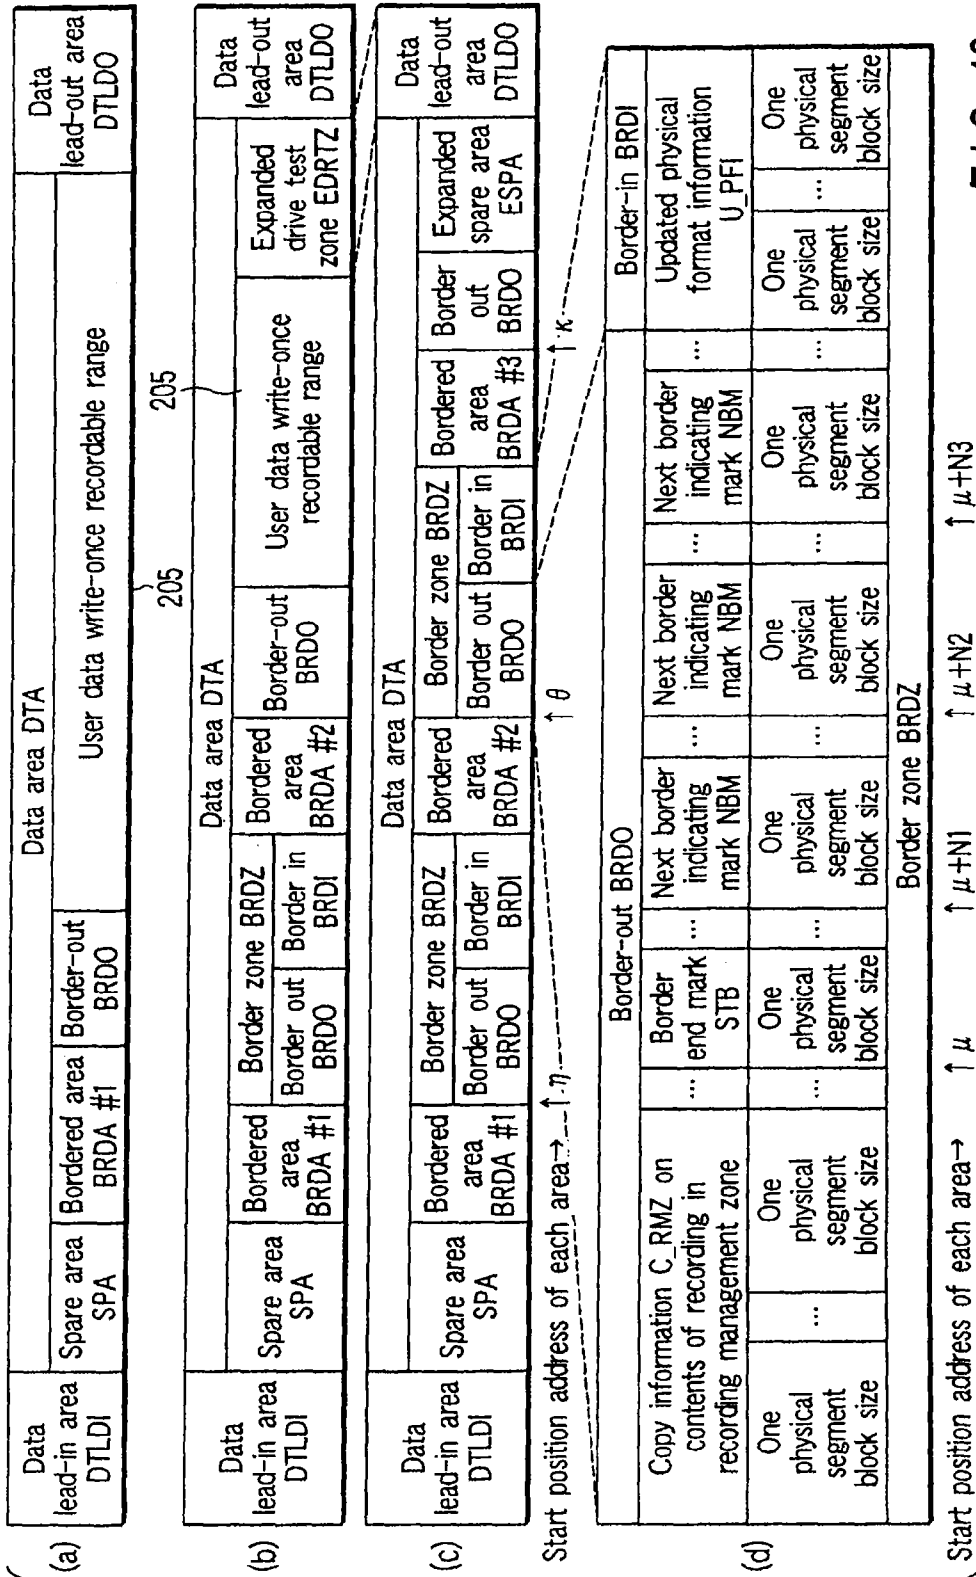 (a)
Data
lead-in area
DTLDI
Data area DTA
Spare area
SPA
Bordered area
BRDA #1
Border-out
BRDO
User data write-once recordable range
Data
lead-out area
DTLDO
205
(b)
Data
lead-in area
DTLDI
Data area DTA
Spare area
SPA
Bordered
area
BRDA #1
Border zone BRDZ
Border out
BRDO
Border in
BRDI
Bordered
area
BRDA #2
Border-out
BRDO
205
User data write-once
recordable range
Expanded
drive test
zone EDRTZ
Data
lead-out
area
DTLDO
(c)
Data
lead-in area
DTLDI
Data area DTA
Spare area
SPA
Bordered
area
BRDA #1
Border zone BRDZ
Border out
BRDO
Border in
BRDI
Bordered
area
BRDA #2
Border zone BRDZ
Border out
BRDO
Border in
BRDI
Bordered
area
BRDA #3
Border
out
BRDO
Expanded
spare area
ESPA
Data
lead-out
area
DTLDO
Start position address of each area→
↑η
↑θ
↑κ
(d)
Border-out BRDO
Border-in BRDI
Copy information C_RMZ on
contents of recording in
recording management zone
...
Border
end mark
STB
...
Next border
indicating
mark NBM
...
Next border
indicating
mark NBM
...
Next border
indicating
mark NBM
...
Updated physical
format information
U_PFI
One
physical
segment
block size
...
One
physical
segment
block size
...
One
physical
segment
block size
...
One
physical
segment
block size
...
One
physical
segment
block size
...
One
physical
segment
block size
...
One
physical
segment
block size
...
One
physical
segment
block size
Border zone BRDZ
Start position address of each area→
↑μ
↑μ+N1
↑μ+N2
↑μ+N3